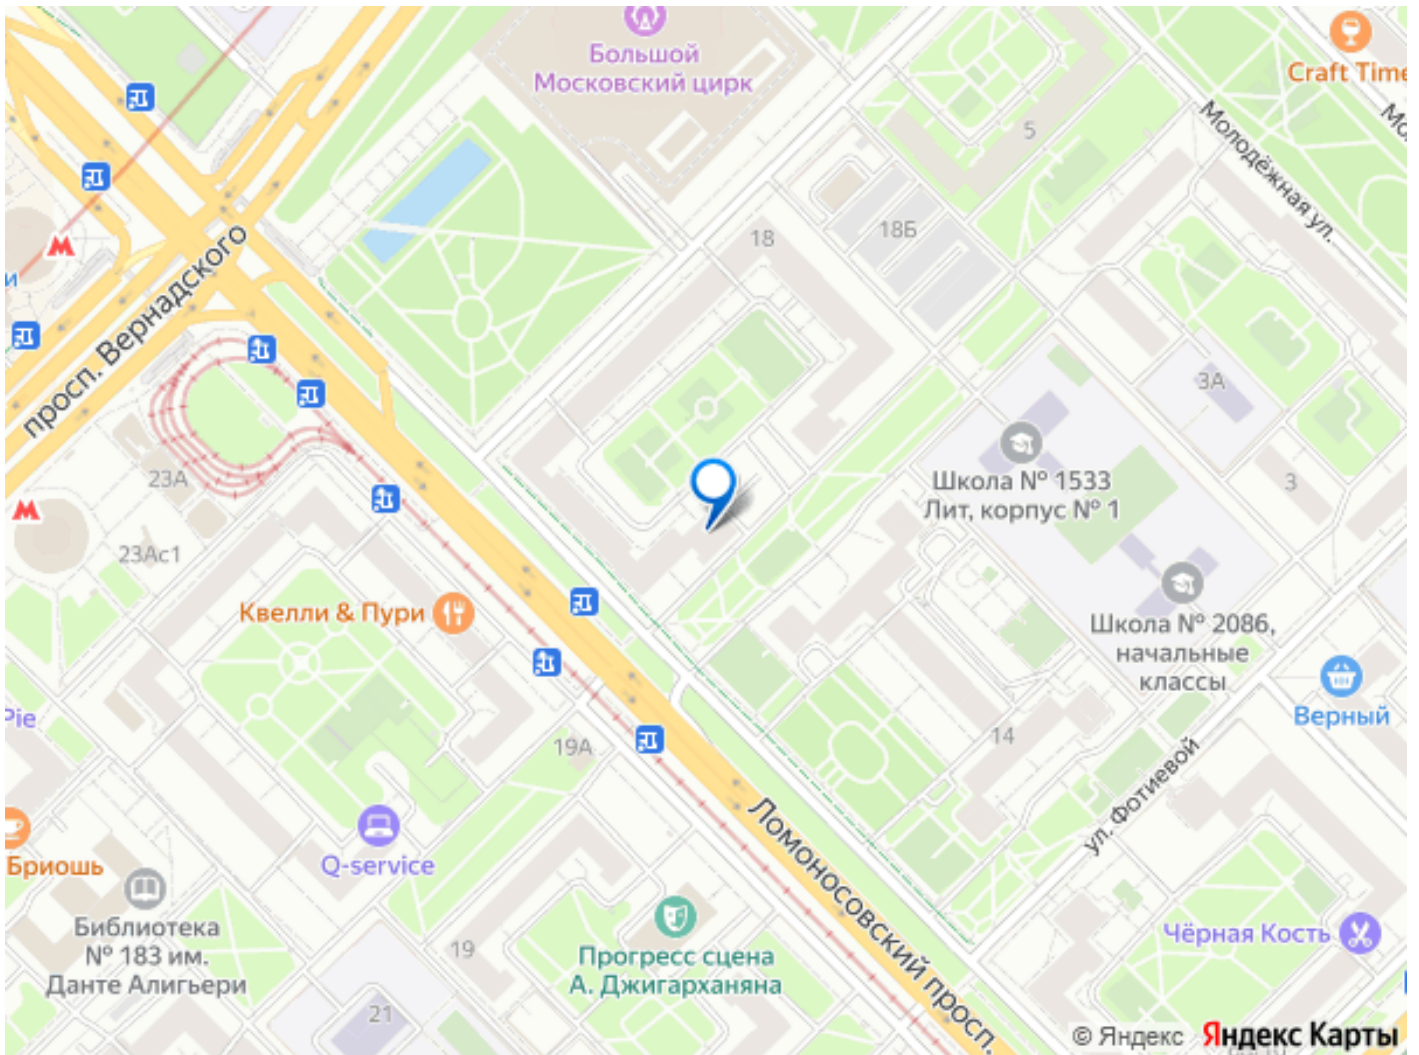 Большой
Московский цирк
Craft Time
Мо
Молодёжная ул.
5
18
18Б
просп. Вернадского
и
3А
3
23А
23Ас1
Школа № 1533
Лит, корпус № 1
Квелли & Пури
Школа № 2086,
начальные
классы
Верный
Pie
19А
14
ул. Фотиевой
Ломоносовский просп.
Q-service
Бриошь
Библиотека
№ 183 им.
Данте Алигьери
19
21
Прогресс сцена
А. Джигарханяна
Чёрная Кость
© Яндекс Яндекс Карты